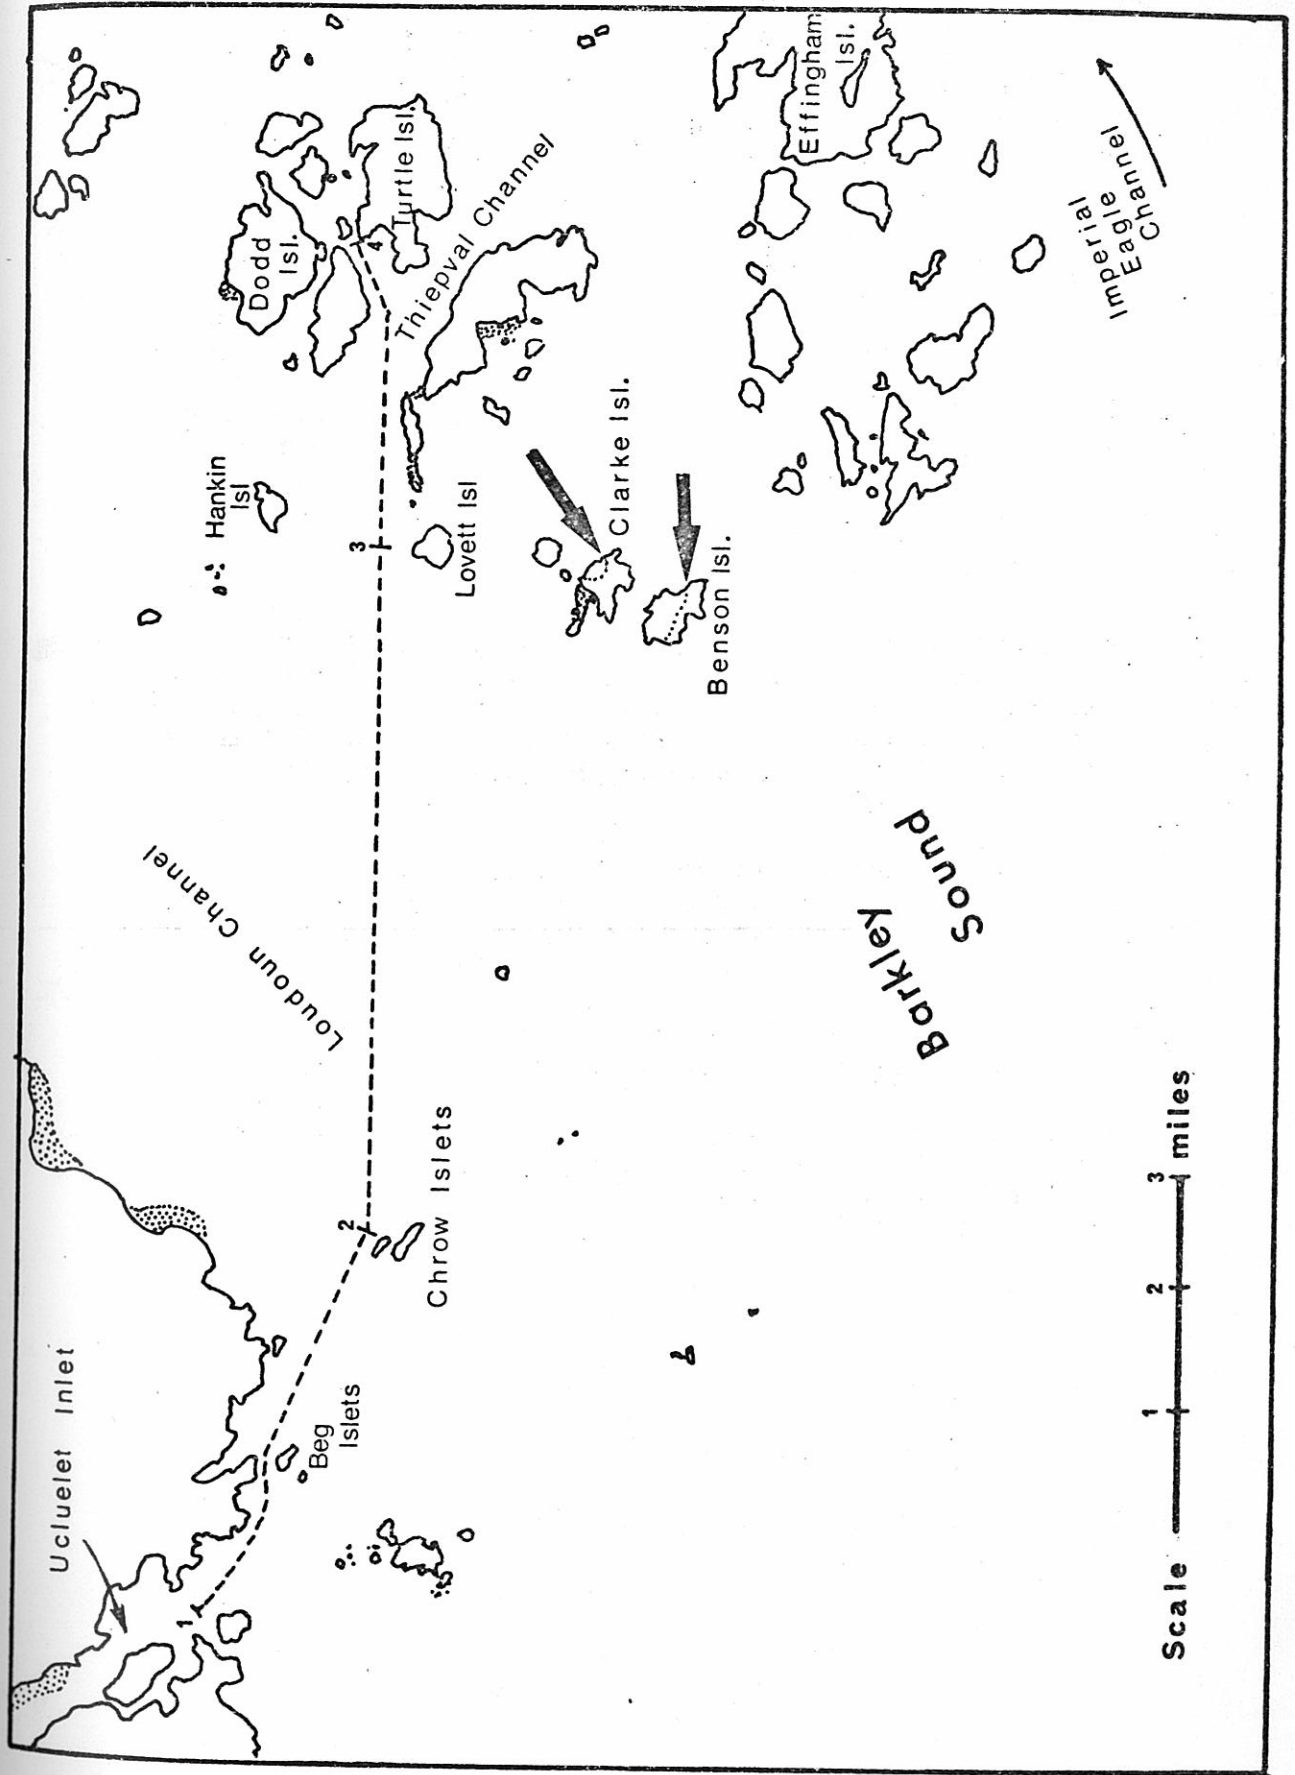 Ucluelet Inlet
1
Beg
Islets
2
Chrow Islets
Loudoun Channel
Hankin
Isl
3
Lovett Isl
Dodd
Isl.
4
Turtle Isl.
Thiepval Channel
Clarke Isl.
Benson Isl.
Effingham
Isl.
Imperial
Eagle
Channel
Barkley
Sound
Scale
1
2
3
miles